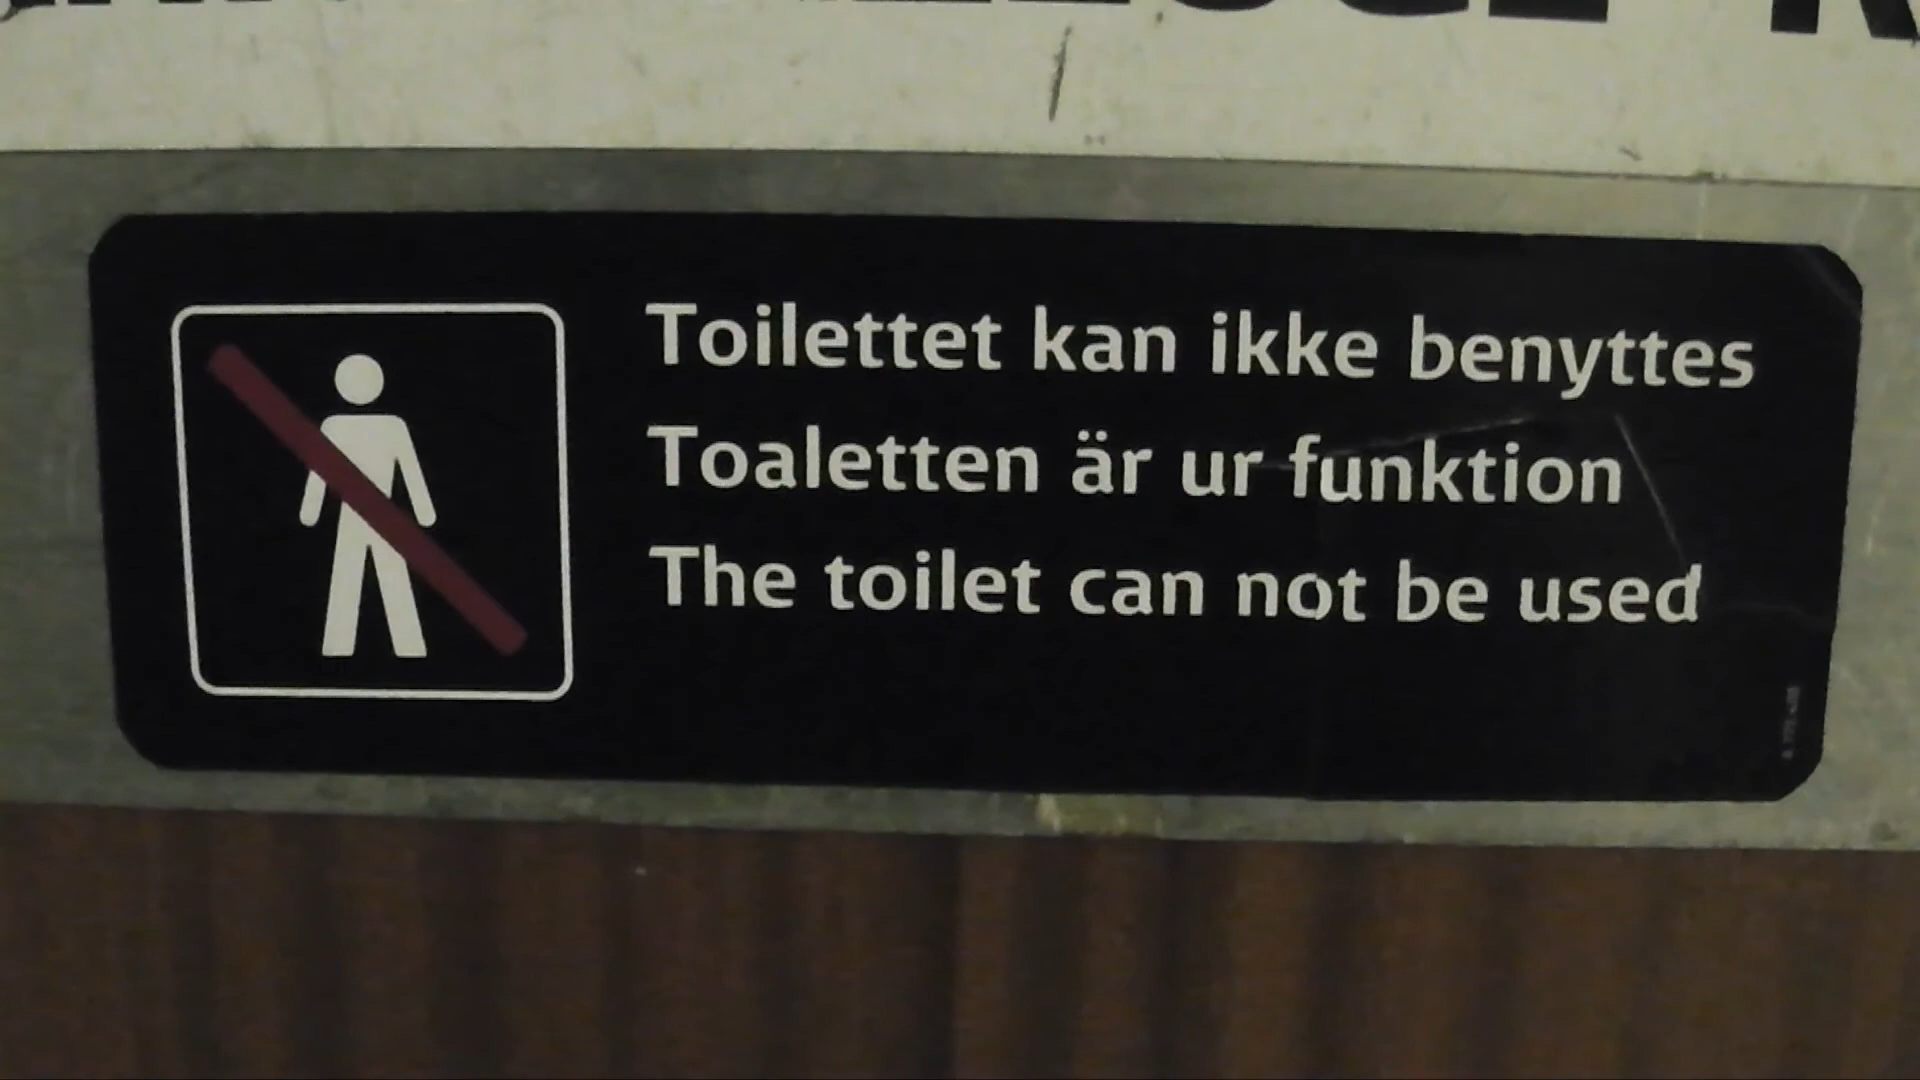 Toilettet kan ikke benyttes
Toaletten är ur funktion
The toilet can not be used